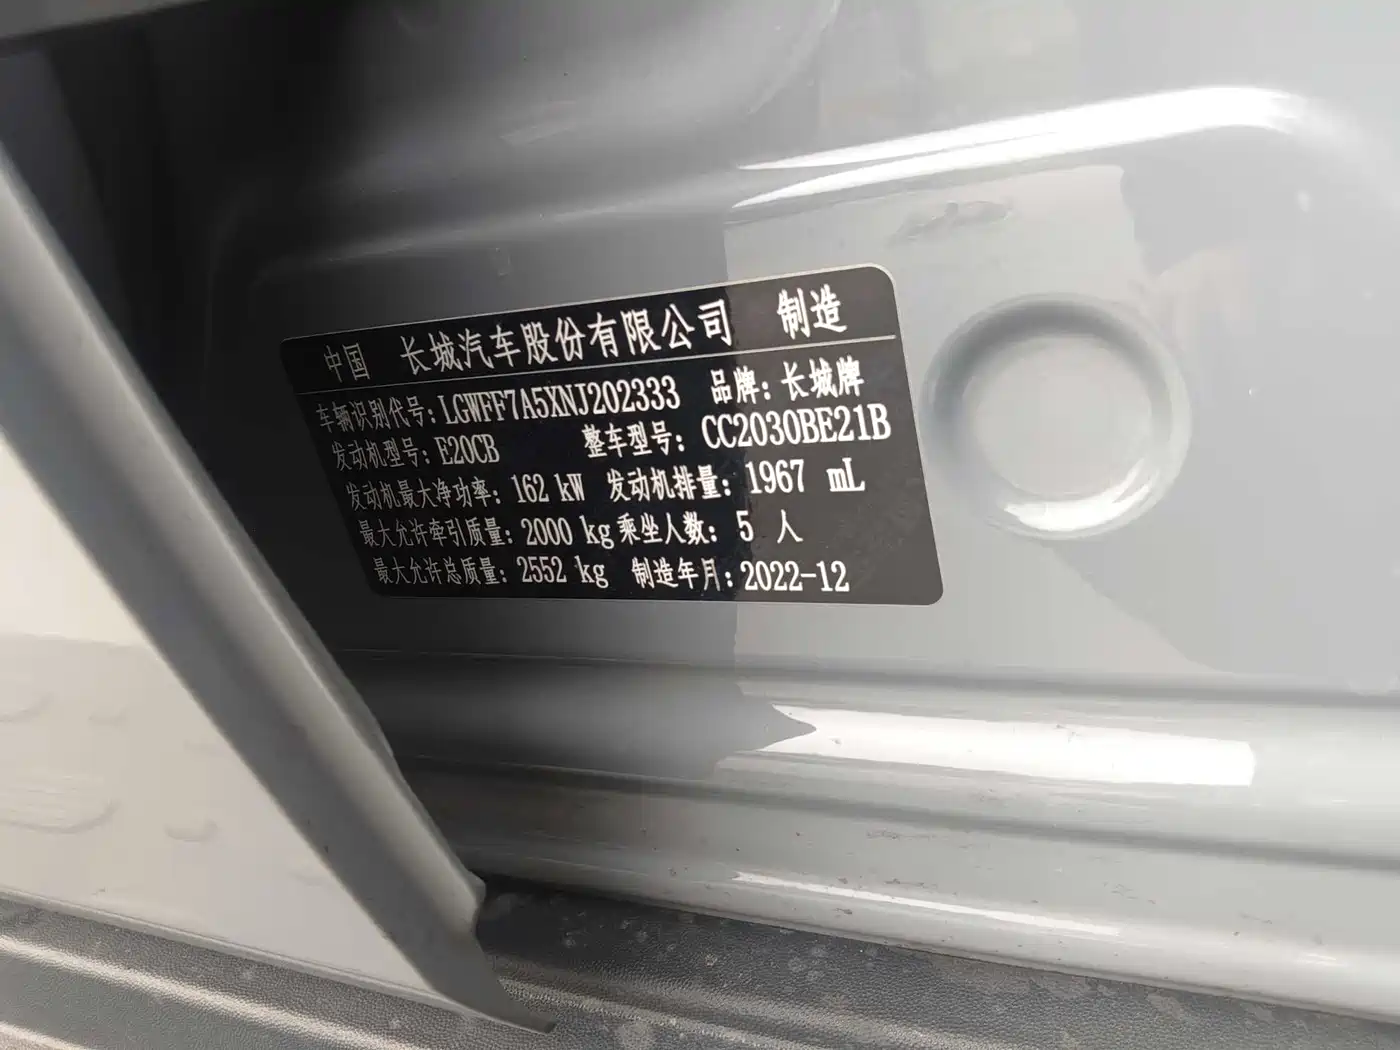 中国 长城汽车股份有限公司 制造
车辆识别代号：LGWFF7A5XNJ202333 品牌：长城牌
发动机型号：E20CB 整车型号：CC2030BE21B
发动机最大净功率：162 kW 发动机排量：1967 mL
最大允许牵引质量：2000 kg 乘坐人数：5 人
最大允许总质量：2552 kg 制造年月：2022-12